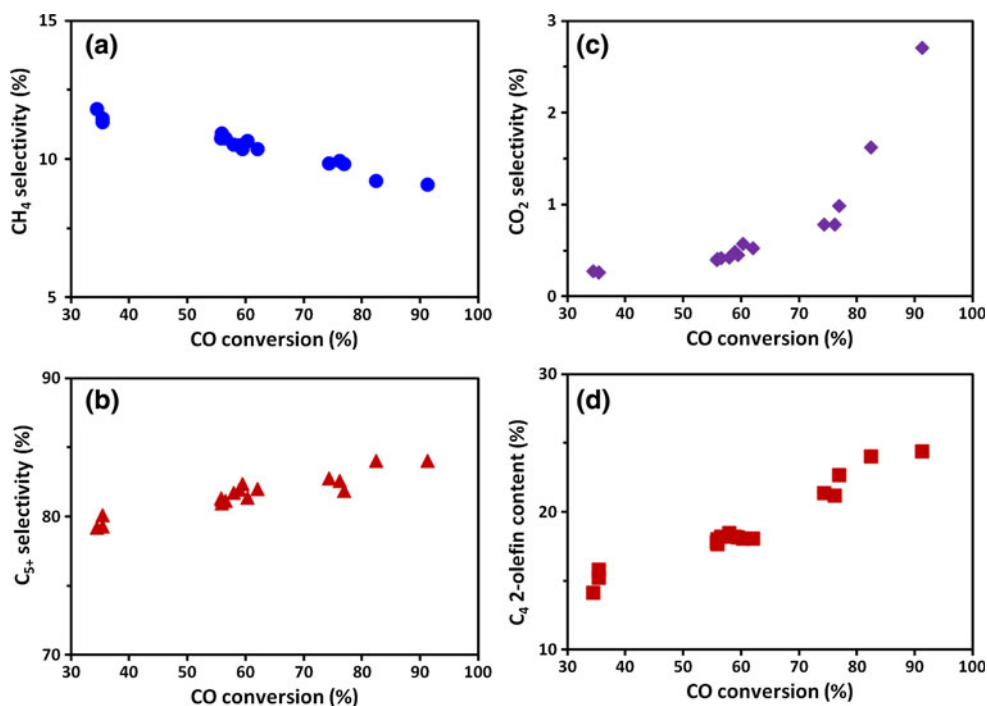 (a)
CH4 selectivity (%)
15
10
5
30 40 50 60 70 80 90 100
CO conversion (%)
(c)
CO2 selectivity (%)
3
2
1
0
30 40 50 60 70 80 90 100
CO conversion (%)
(b)
C5+ selectivity (%)
90
80
70
30 40 50 60 70 80 90 100
CO conversion (%)
(d)
C4 2-olefin content (%)
30
20
10
30 40 50 60 70 80 90 100
CO conversion (%)